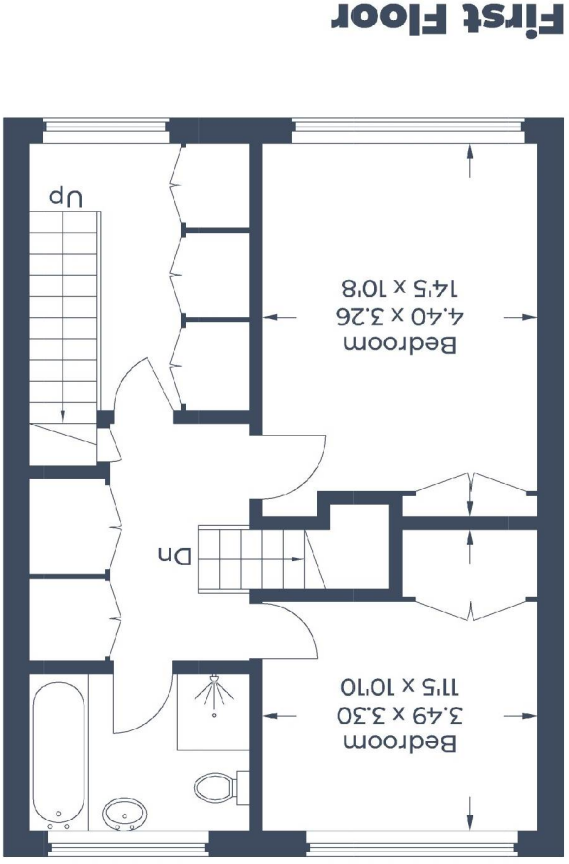 Bedroom
3.49 x 3.30
11'5 x 10'10
Dn
Bedroom
4.40 x 3.26
14'5 x 10'8
Up
First Floor